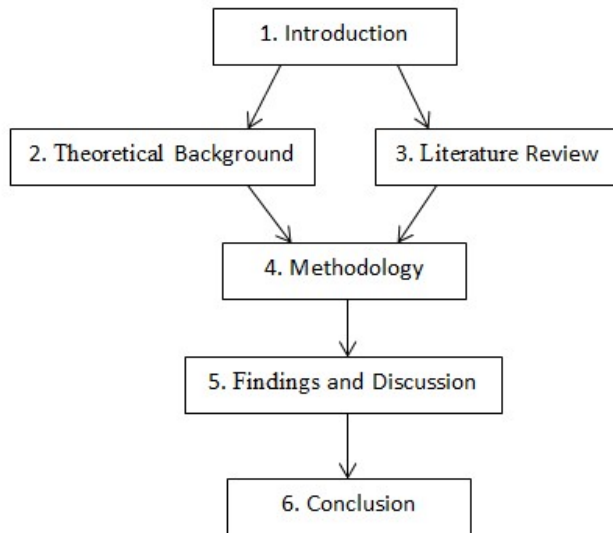 1. Introduction
2. Theoretical Background
3. Literature Review
4. Methodology
5. Findings and Discussion
6. Conclusion